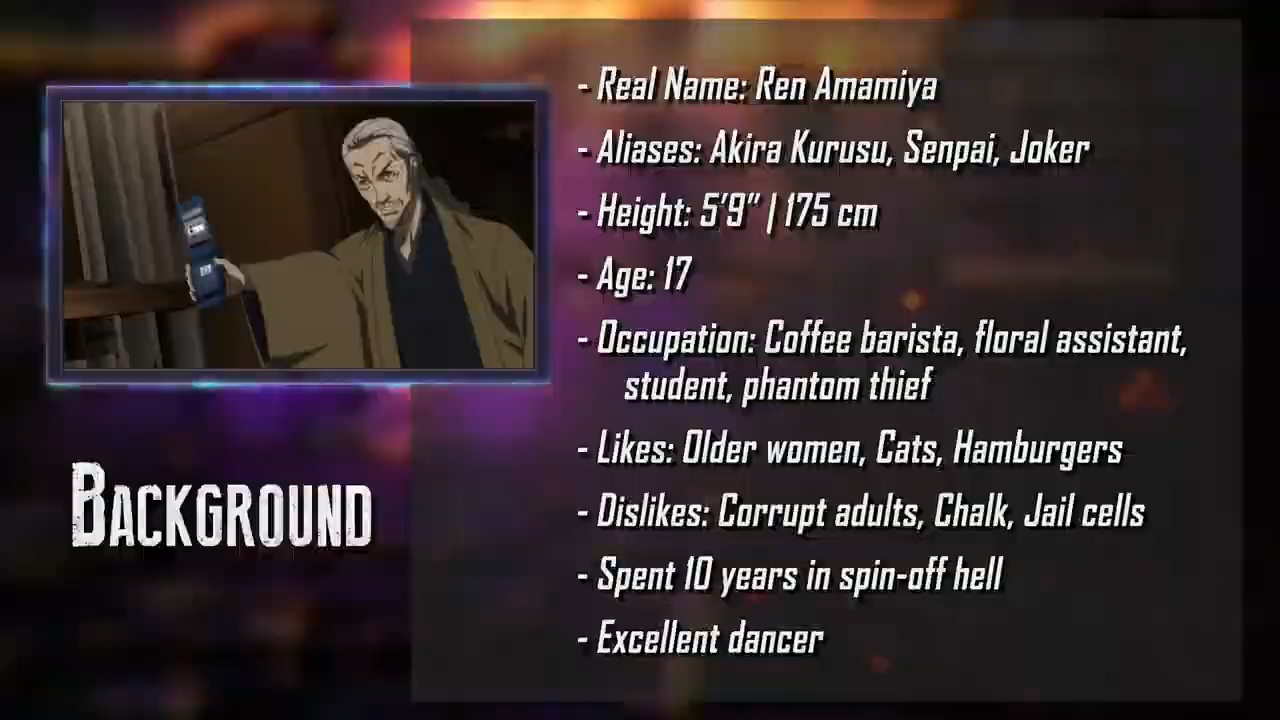 - Real Name: Ren Amamiya
- Aliases: Akira Kurusu, Senpai, Joker
- Height: 5'9" | 175 cm
- Age: 17
- Occupation: Coffee barista, floral assistant,
student, phantom thief
- Likes: Older women, Cats, Hamburgers
- Dislikes: Corrupt adults, Chalk, Jail cells
- Spent 10 years in spin-off hell
- Excellent dancer
BACKGROUND